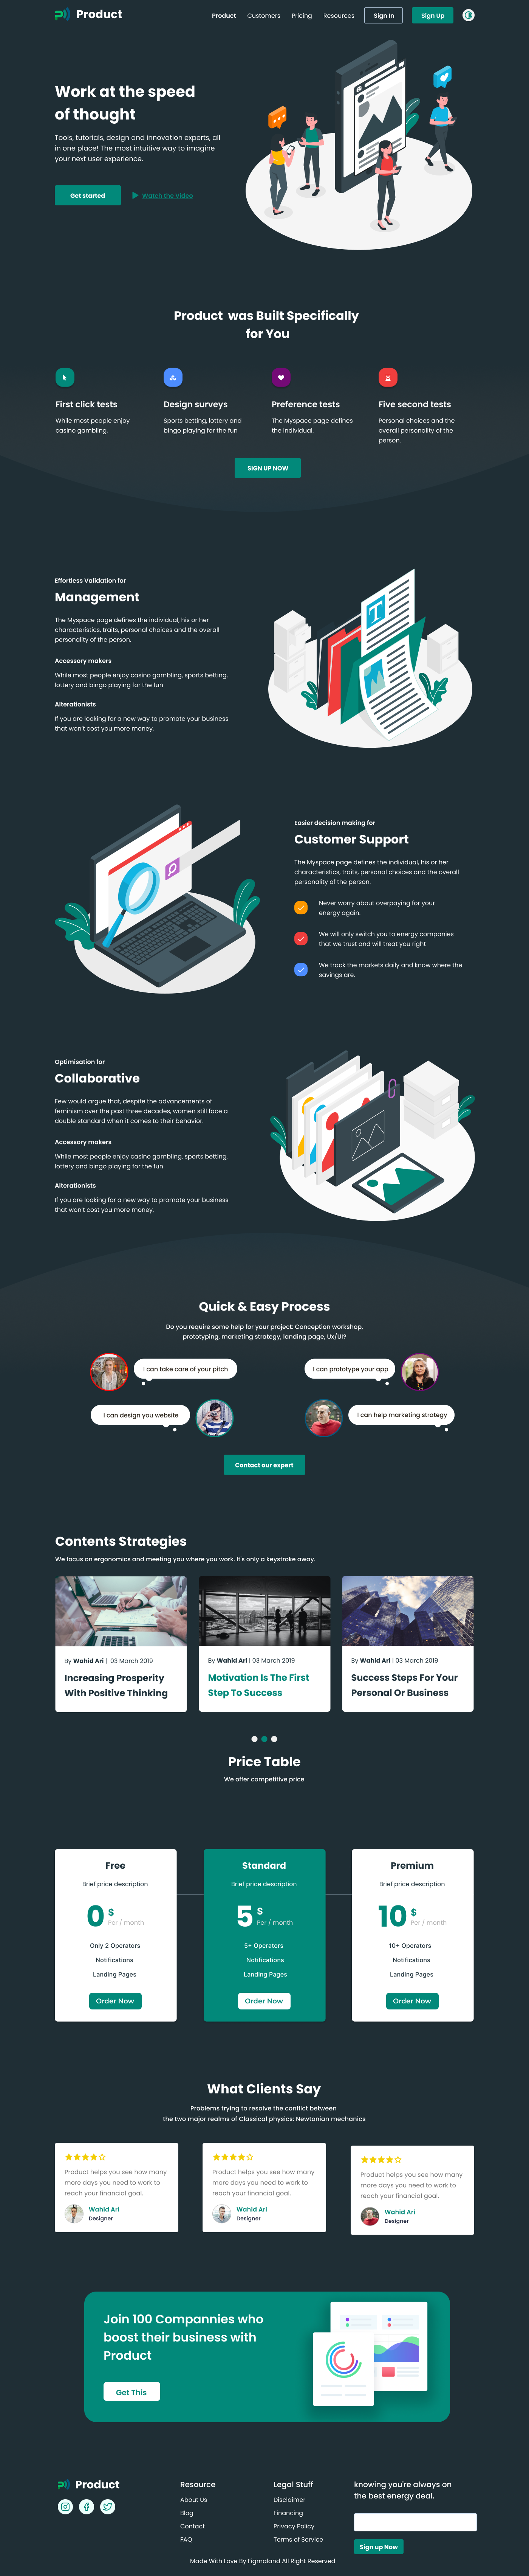 Product
Product
Customers
Pricing
Resources
Sign In
Sign Up
Work at the speed
of thought
Tools, tutorials, design and innovation experts, all
in one place! The most intuitive way to imagine
your next user experience.
Get started
Watch the Video
Product was Built Specifically
for You
First click tests
While most people enjoy
casino gambling,
Design surveys
Sports betting, lottery and
bingo playing for the fun
Preference tests
The Myspace page defines
the individual.
Five second tests
Personal choices and the
overall personality of the
person.
SIGN UP NOW
Effortless Validation for
Management
The Myspace page defines the individual, his or her
characteristics, traits, personal choices and the overall
personality of the person.
Accessory makers
While most people enjoy casino gambling, sports betting,
lottery and bingo playing for the fun
Alterationists
If you are looking for a new way to promote your business
that won't cost you more money,
Easier decision making for
Customer Support
The Myspace page defines the individual, his or her
characteristics, traits, personal choices and the overall
personality of the person.
Never worry about overpaying for your
energy again.
We will only switch you to energy companies
that we trust and will treat you right
We track the markets daily and know where the
savings are.
Optimisation for
Collaborative
Few would argue that, despite the advancements of
feminism over the past three decades, women still face a
double standard when it comes to their behavior.
Accessory makers
While most people enjoy casino gambling, sports betting,
lottery and bingo playing for the fun
Alterationists
If you are looking for a new way to promote your business
that won't cost you more money,
Quick & Easy Process
Do you require some help for your project: Conception workshop,
prototyping, marketing strategy, landing page, Ux/UI?
I can take care of your pitch
I can prototype your app
I can design you website
I can help marketing strategy
Contact our expert
Contents Strategies
We focus on ergonomics and meeting you where you work. It's only a keystroke away.
By Wahid Ari | 03 March 2019
Increasing Prosperity
With Positive Thinking
By Wahid Ari | 03 March 2019
Motivation Is The First
Step To Success
By Wahid Ari | 03 March 2019
Success Steps For Your
Personal Or Business
Price Table
We offer competitive price
Free
Brief price description
0 $
Per / month
Only 2 Operators
Notifications
Landing Pages
Order Now
Standard
Brief price description
5 $
Per / month
5+ Operators
Notifications
Landing Pages
Order Now
Premium
Brief price description
10 $
Per / month
10+ Operators
Notifications
Landing Pages
Order Now
What Clients Say
Problems trying to resolve the conflict between
the two major realms of Classical physics: Newtonian mechanics
Product helps you see how many
more days you need to work to
reach your financial goal.
Wahid Ari
Designer
Product helps you see how many
more days you need to work to
reach your financial goal.
Wahid Ari
Designer
Product helps you see how many
more days you need to work to
reach your financial goal.
Wahid Ari
Designer
Join 100 Compannies who
boost their business with
Product
Get This
Product
Resource
About Us
Blog
Contact
FAQ
Legal Stuff
Disclaimer
Financing
Privacy Policy
Terms of Service
knowing you're always on
the best energy deal.
Sign up Now
Made With Love By Figmaland All Right Reserved